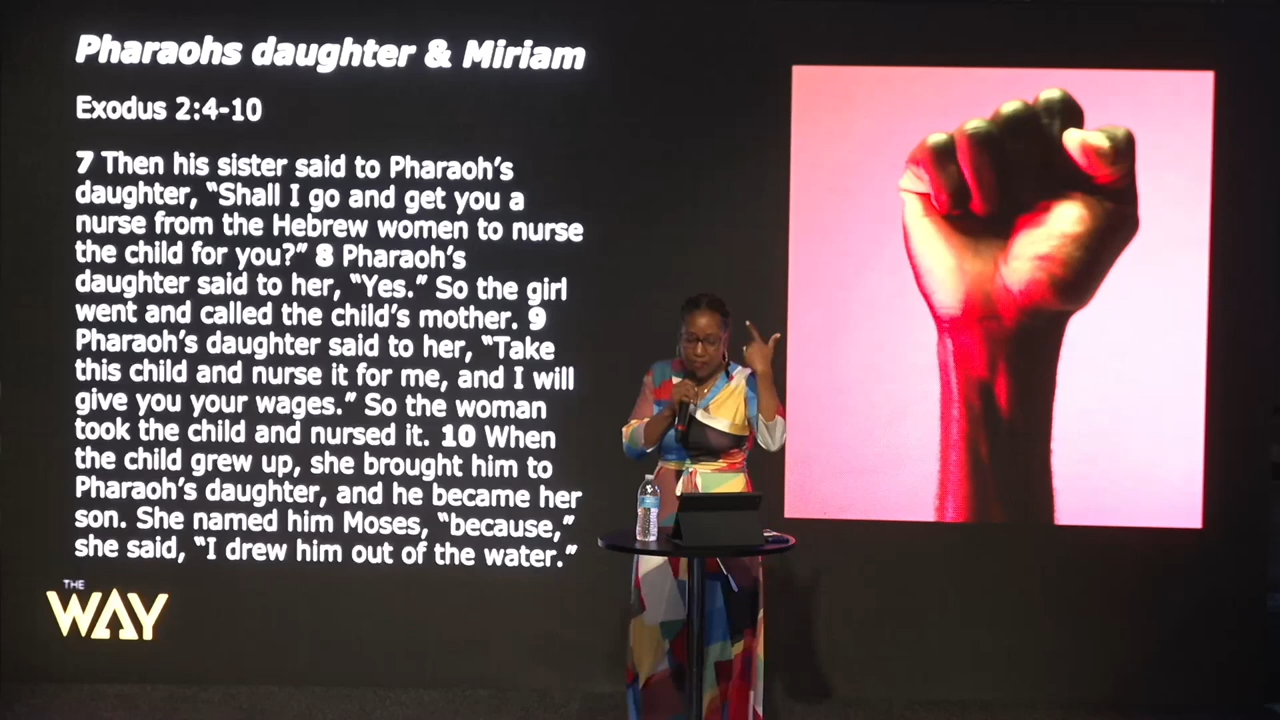 Pharaohs daughter & Miriam
Exodus 2:4-10
7 Then his sister said to Pharaoh's
daughter, "Shall I go and get you a
nurse from the Hebrew women to nurse
the child for you?" 8 Pharaoh's
daughter said to her, "Yes." So the girl
went and called the child's mother. 9
Pharaoh's daughter said to her, "Take
this child and nurse it for me, and I will
give you your wages." So the woman
took the child and nursed it. 10 When
the child grew up, she brought him to
Pharaoh's daughter, and he became her
son. She named him Moses, "because,"
she said, "I drew him out of the water."
THE
WAY